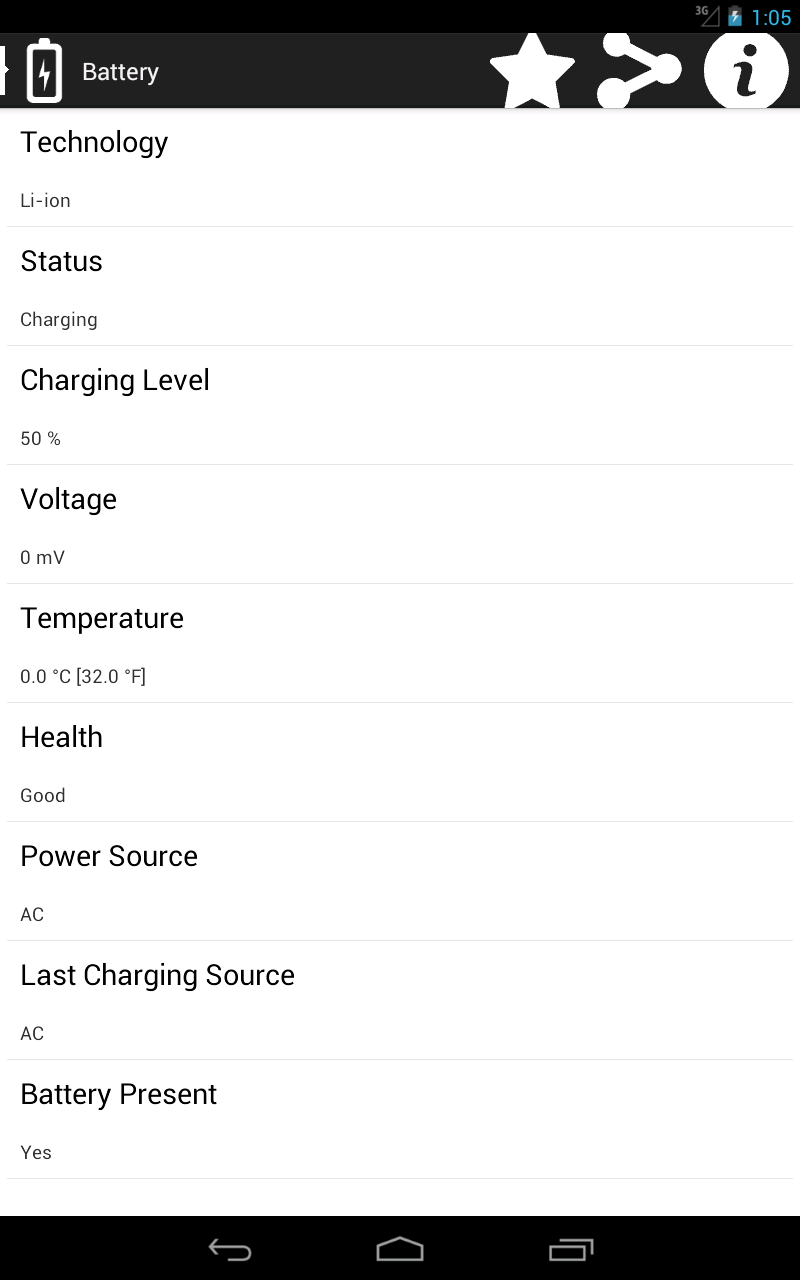 3G 1:05
Battery
Technology
Li-ion
Status
Charging
Charging Level
50 %
Voltage
0 mV
Temperature
0.0 °C [32.0 °F]
Health
Good
Power Source
AC
Last Charging Source
AC
Battery Present
Yes